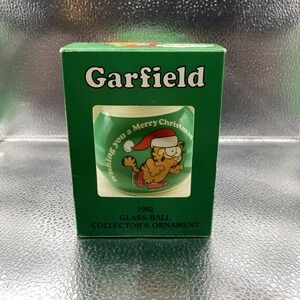 Garfield
Wishing you a Merry Christmas
1982
GLASS BALL
COLLECTOR'S ORNAMENT